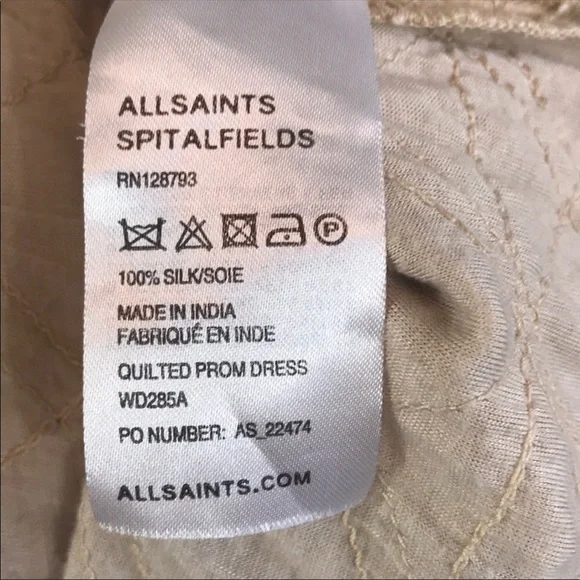 ALLSAINTS
SPITALFIELDS
RN128793
P
100% SILK/SOIE
MADE IN INDIA
FABRIQUÉ EN INDE
QUILTED PROM DRESS
WD285A
PO NUMBER: AS_22474
ALLSAINTS.COM